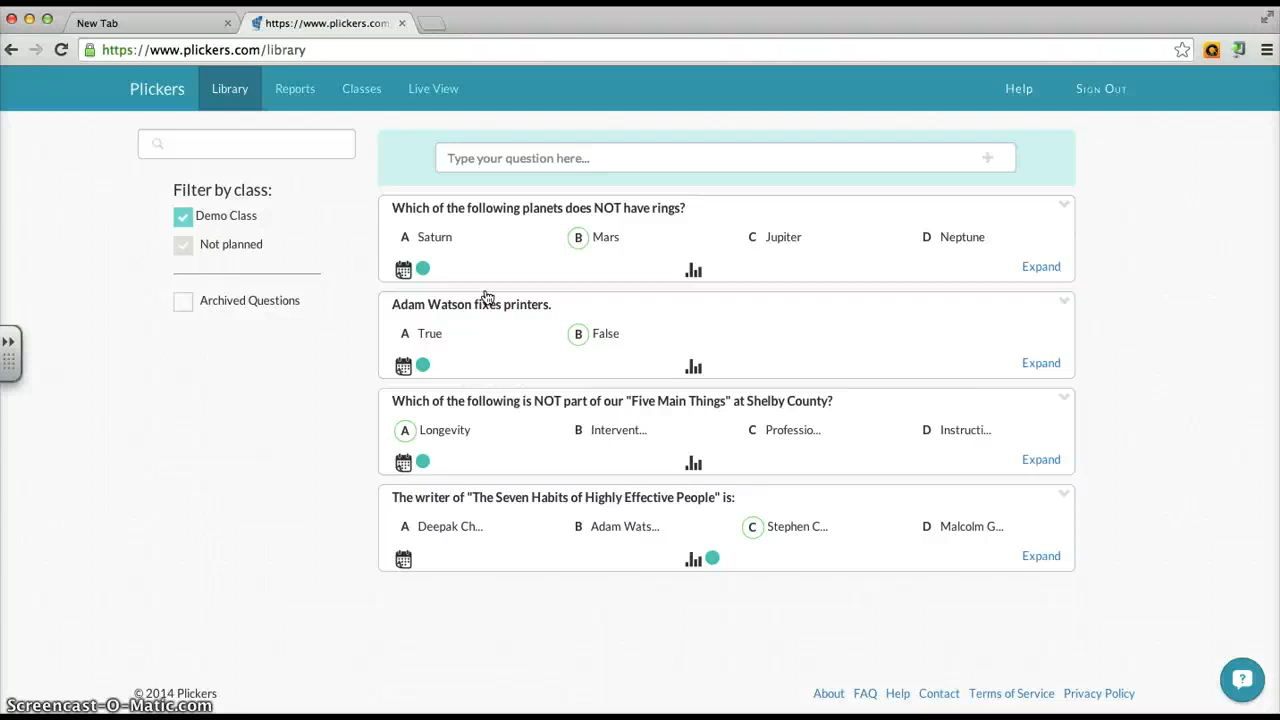 New Tab
https://www.plickers.com
https://www.plickers.com/library
Plickers Library Reports Classes Live View Help Sign Out
Type your question here...
Filter by class:
Demo Class
Not planned
Archived Questions
Which of the following planets does NOT have rings?
A Saturn B Mars C Jupiter D Neptune
Expand
Adam Watson fixes printers.
A True B False
Expand
Which of the following is NOT part of our "Five Main Things" at Shelby County?
A Longevity B Intervent... C Professio... D Instructi...
Expand
The writer of "The Seven Habits of Highly Effective People" is:
A Deepak Ch... B Adam Wats... C Stephen C... D Malcolm G...
Expand
© 2014 Plickers
About FAQ Help Contact Terms of Service Privacy Policy
Screencast-O-Matic.com